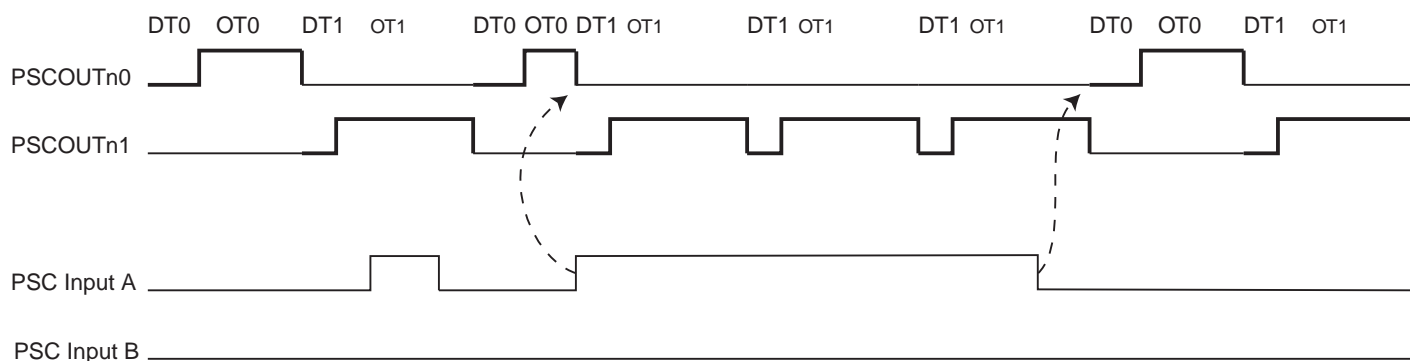 DT0 OT0 DT1 OT1 DT0 OT0 DT1 OT1 DT1 OT1 DT1 OT1 DT0 OT0 DT1 OT1
PSCOUTn0
PSCOUTn1
PSC Input A
PSC Input B